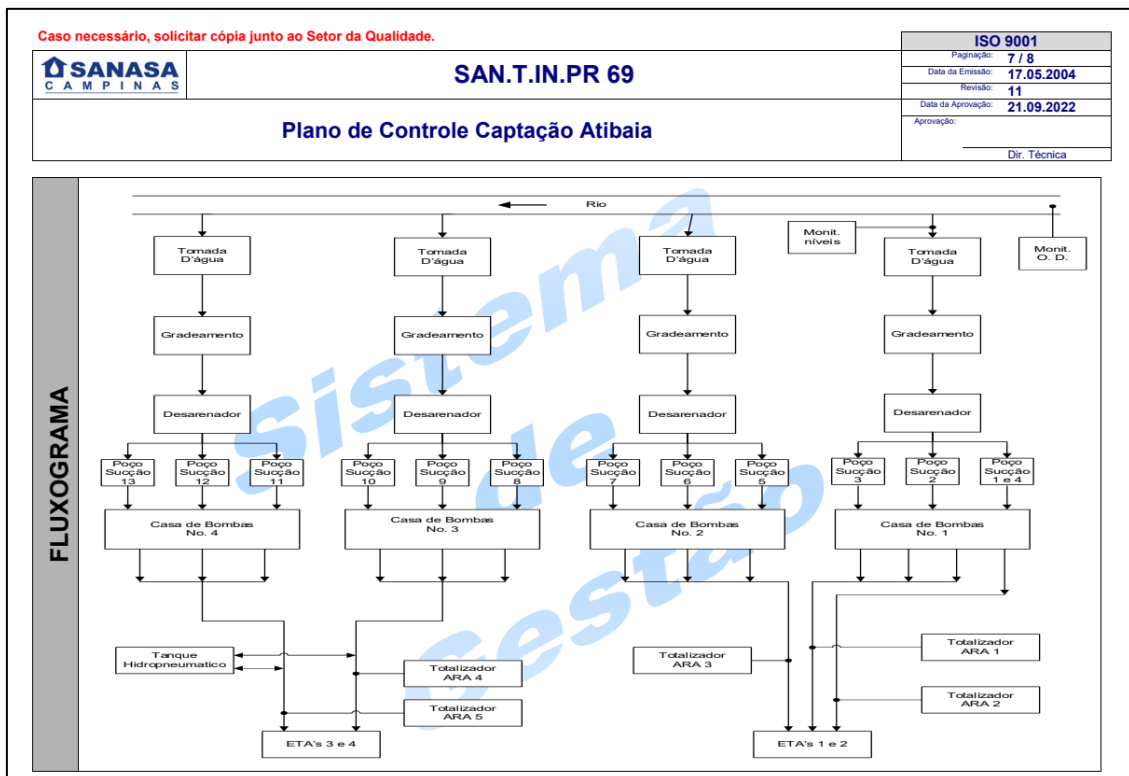 Caso necessário, solicitar cópia junto ao Setor da Qualidade.
SANASA
CAMPINAS
SAN.T.IN.PR 69
Plano de Controle Captação Atibaia
ISO 9001
Paginação: 7 / 8
Data da Emissão: 17.05.2004
Revisão: 11
Data da Aprovação: 21.09.2022
Aprovação:
Dir. Técnica
FLUXOGRAMA
Sistema
de
Gestão
Rio
Monit.
níveis
Monit.
O. D.
Tomada
D'água
Tomada
D'água
Tomada
D'água
Tomada
D'água
Gradeamento
Gradeamento
Gradeamento
Gradeamento
Desarenador
Desarenador
Desarenador
Desarenador
Poço
Sucção
13
Poço
Sucção
12
Poço
Sucção
11
Poço
Sucção
10
Poço
Sucção
9
Poço
Sucção
8
Poço
Sucção
7
Poço
Sucção
6
Poço
Sucção
5
Poço
Sucção
3
Poço
Sucção
2
Poço
Sucção
1 e 4
Casa de Bombas
No. 4
Casa de Bombas
No. 3
Casa de Bombas
No. 2
Casa de Bombas
No. 1
Tanque
Hidropneumatico
Totalizador
ARA 4
Totalizador
ARA 5
Totalizador
ARA 3
Totalizador
ARA 1
Totalizador
ARA 2
ETA's 3 e 4
ETA's 1 e 2